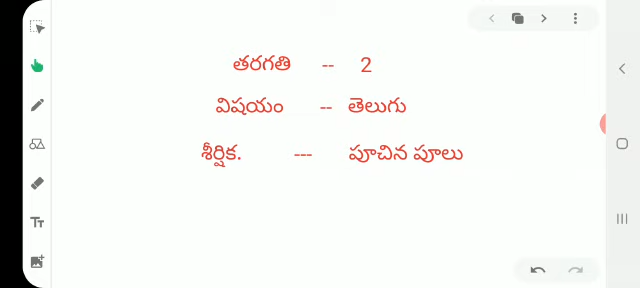 తరగతి -- 2
విషయం -- తెలుగు
శీర్షిక. --- పూచిన పూలు